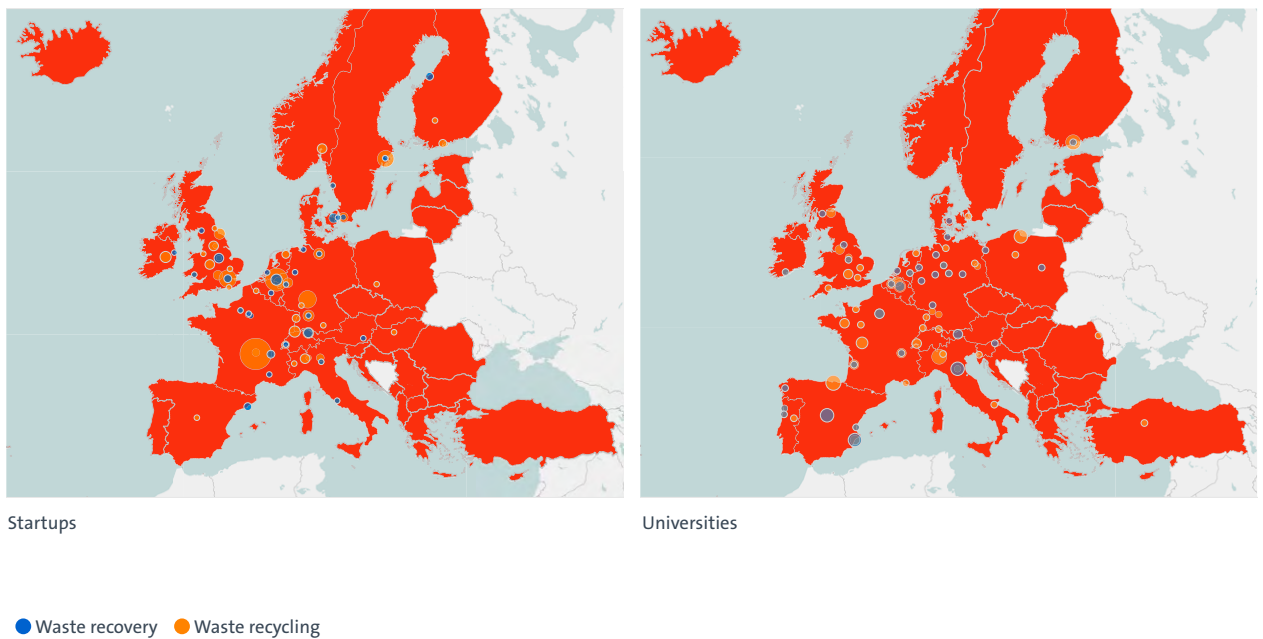 Startups
Universities
Waste recovery
Waste recycling